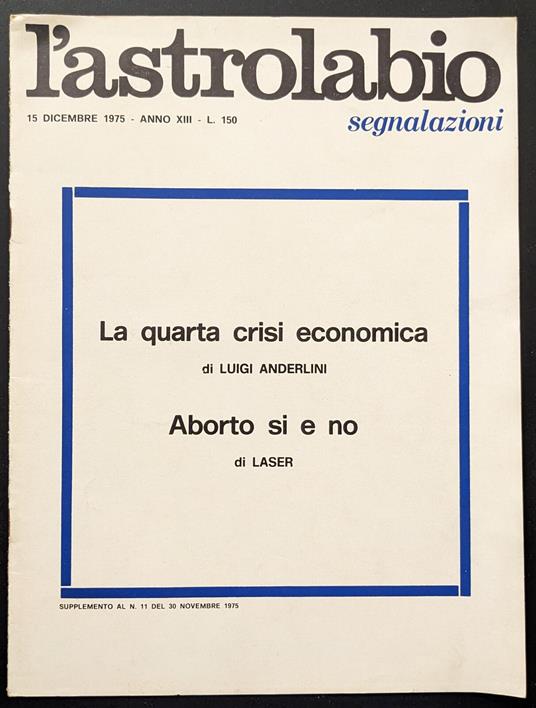 l'astrolabio
15 DICEMBRE 1975 - ANNO XIII - L. 150
segnalazioni
La quarta crisi economica
di LUIGI ANDERLINI
Aborto si e no
di LASER
SUPPLEMENTO AL N. 11 DEL 30 NOVEMBRE 1975